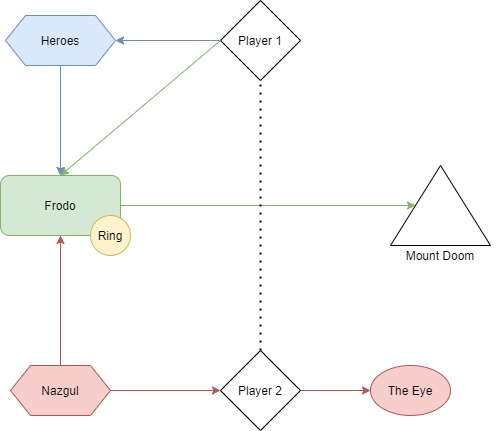 Heroes
Player 1
Frodo
Ring
Mount Doom
Nazgul
Player 2
The Eye